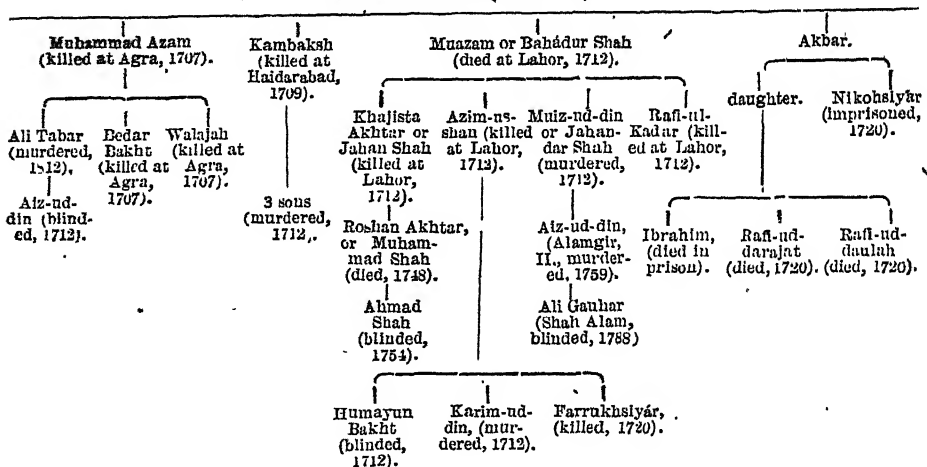 Muhammad Azam
(killed at Agra, 1707).
Kambaksh
(killed at
Haidarabad,
1709).
Muazam or Bahádur Shah
(died at Lahor, 1712).
Akbar.
Ali Tabar
(murdered,
1812).
Bedar
Bakht
(killed at
Agra,
1707).
Walajah
(killed at
Agra,
1707).
Khajista
Akhtar or
Jahan Shah
(killed at
Lahor,
1712).
Azim-us-
shan (killed
at Lahor,
1712).
Muiz-ud-din
or Jahan-
dar Shah
(murdered,
1712).
Rafi-ul-
Kadar (kill-
ed at Lahor,
1712).
daughter.
Nikohsiyár
(imprisoned,
1720).
Aiz-ud-
din (blind-
ed, 1712).
3 sons
(murdered,
1712,.
Roshan Akhtar,
or Muham-
mad Shah
(died, 1748).
Aiz-ud-din,
(Alamgir,
II., murder-
ed, 1759).
Ibrahim,
(died in
prison).
Rafi-ud-
darajat
(died, 1720).
Rafi-ud-
daulah
(died, 1720).
Ahmad
Shah
(blinded,
1754).
Ali Gauhar
(Shah Alam,
blinded, 1788)
Humayun
Bakht
(blinded,
1712).
Karim-ud-
din, (mur-
dered, 1712).
Farrukhsiyár,
(killed, 1720).